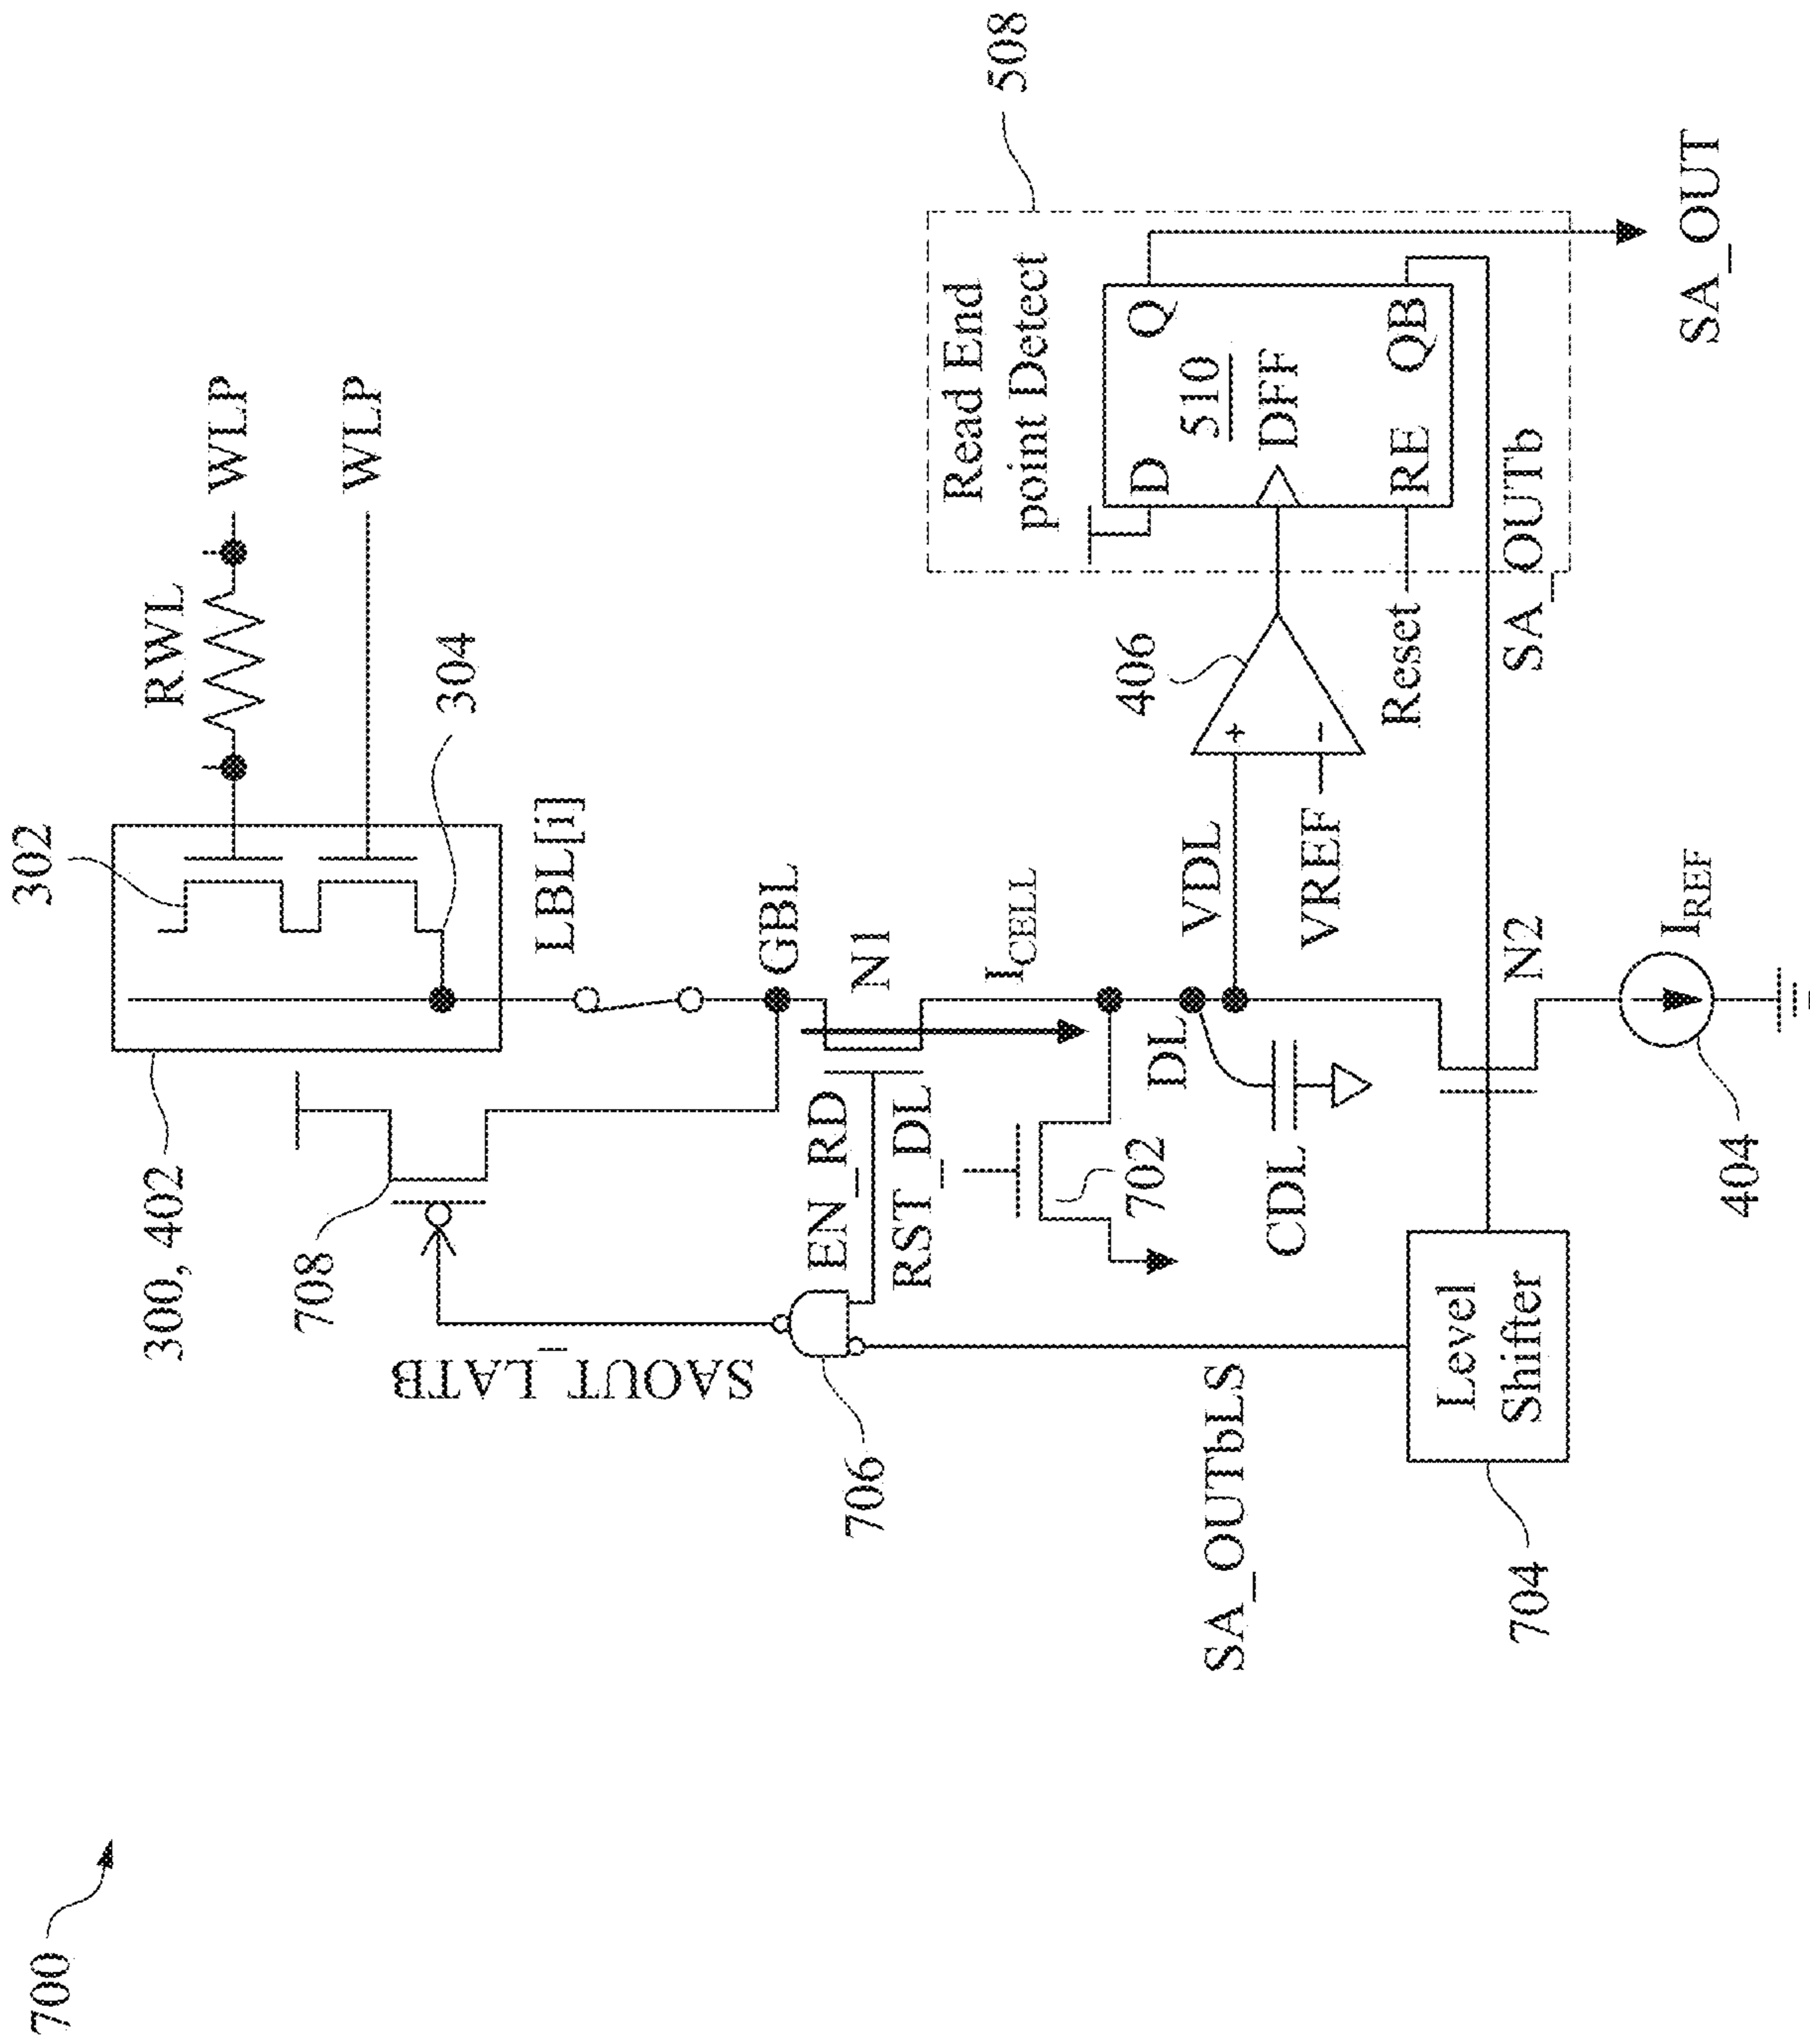 700
302
RWL
WLP
WLP
304
300, 402
708
LBL[i]
GBL
SAOUT_LATB
706
EN_RD
N1
RST_DL
ICELL
702
DL
CDL
VDL
VREF
406
+
−
508
Read End
point Detect
D
Q
510
DFF
RE
QB
Reset
SA_OUTb
SA_OUT
SA_OUTbLS
Level
Shifter
704
N2
IREF
404